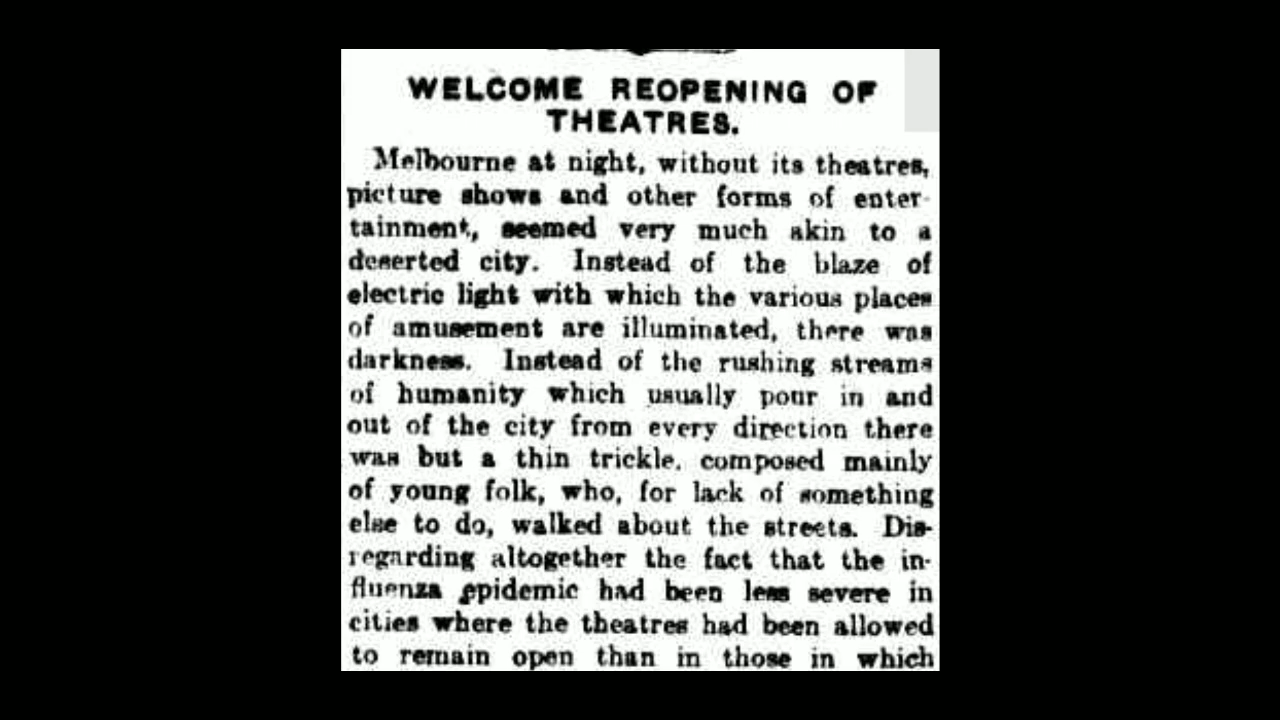 WELCOME REOPENING OF
THEATRES.
Melbourne at night, without its theatres,
picture shows and other forms of enter-
tainment, seemed very much akin to a
deserted city. Instead of the blaze of
electric light with which the various places
of amusement are illuminated, there was
darkness. Instead of the rushing streams
of humanity which usually pour in and
out of the city from every direction there
was but a thin trickle, composed mainly
of young folk, who, for lack of something
else to do, walked about the streets. Dis-
regarding altogether the fact that the in-
fluenza epidemic had been less severe in
cities where the theatres had been allowed
to remain open than in those in which